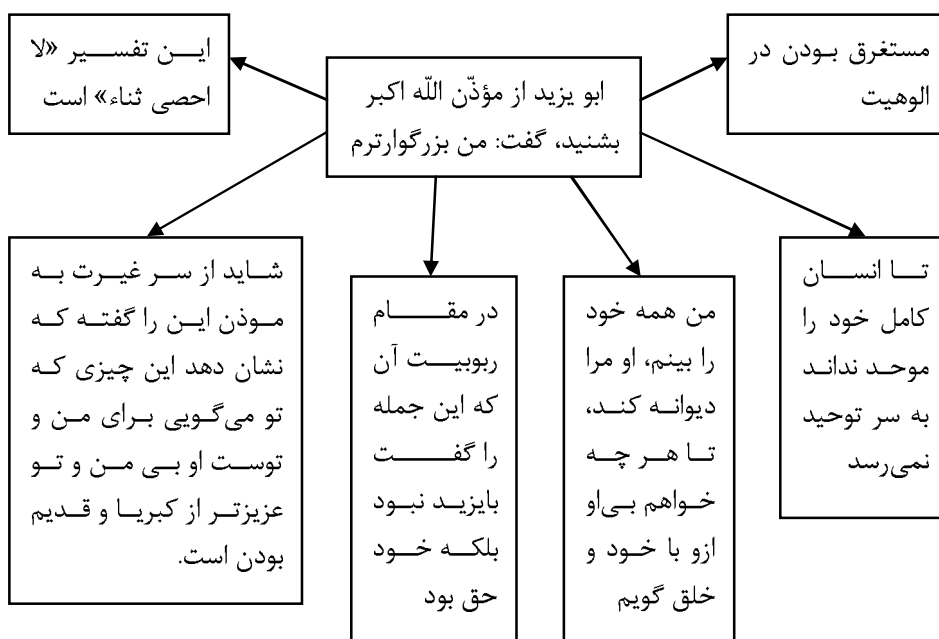 مستغرق بودن در
الوهیت
ابو یزید از مؤذّن اللّه اکبر
بشنید، گفت: من بزرگوارترم
این تفسیر «لا
احصی ثناء» است
تا انسان
کامل خود را
موحد نداند
به سر توحید
نمی‌رسد
من همه خود
را بینم، او مرا
دیوانه کند،
تا هر چه
خواهم بی‌او
ازو با خود و
خلق گویم
در مقام
ربوبیت آن
که این جمله
را گفت
بایزید نبود
بلکه خود
حق بود
شاید از سر غیرت به
موذن این را گفته که
نشان دهد این چیزی که
تو می‌گویی برای من و
توست او بی من و تو
عزیزتر از کبریا و قدیم
بودن است.